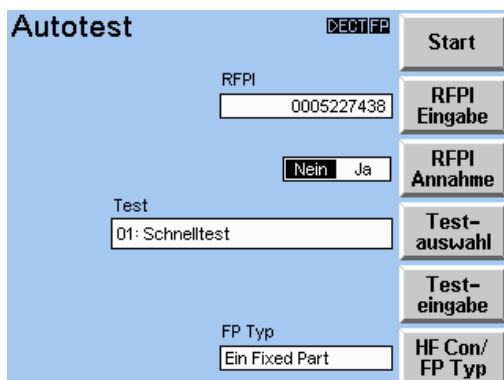 Autotest
DECT FP
Start
RFPI
0005227438
RFPI
Eingabe
Nein Ja
RFPI
Annahme
Test
01: Schnelltest
Test-
auswahl
Test-
eingabe
FP Typ
Ein Fixed Part
HF Con/
FP Typ